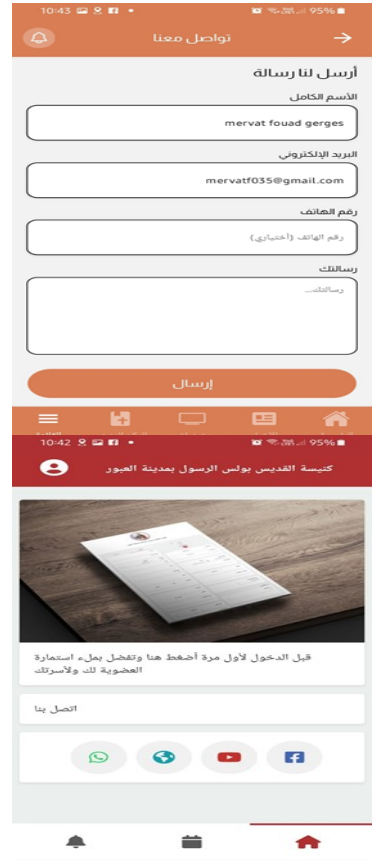 10:43
95%
تواصل معنا
أرسل لنا رسالة
الأسم الكامل
mervat fouad gerges
البريد الإلكتروني
mervatf035@gmail.com
رقم الهاتف
رقم الهاتف (أختياري)
رسالتك
رسالتك...
إرسال
10:42
95%
كنيسة القديس بولس الرسول بمدينة العبور
قبل الدخول لأول مرة أضغط هنا وتفضل بملء استمارة
العضوية لك ولأسرتك
اتصل بنا